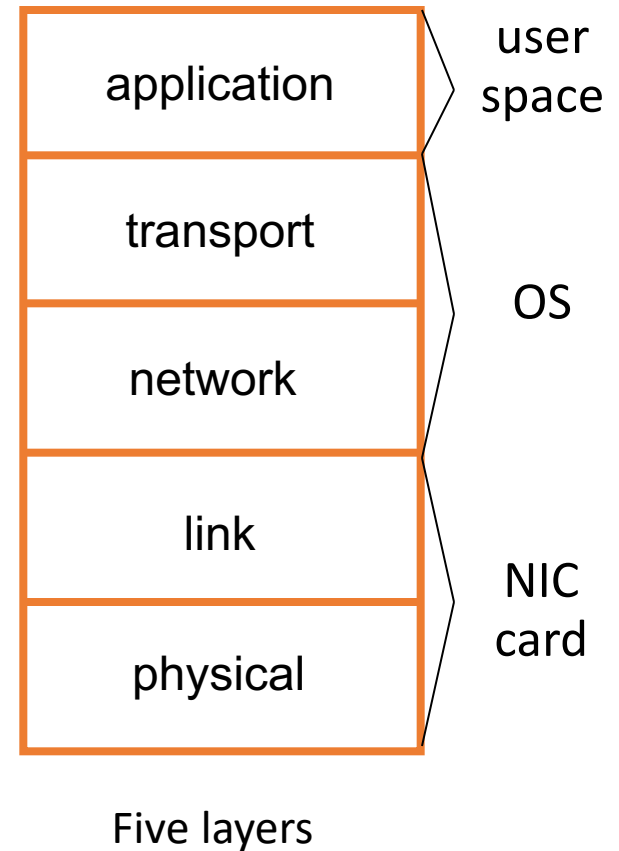 application
user
space
transport
OS
network
link
NIC
card
physical
Five layers